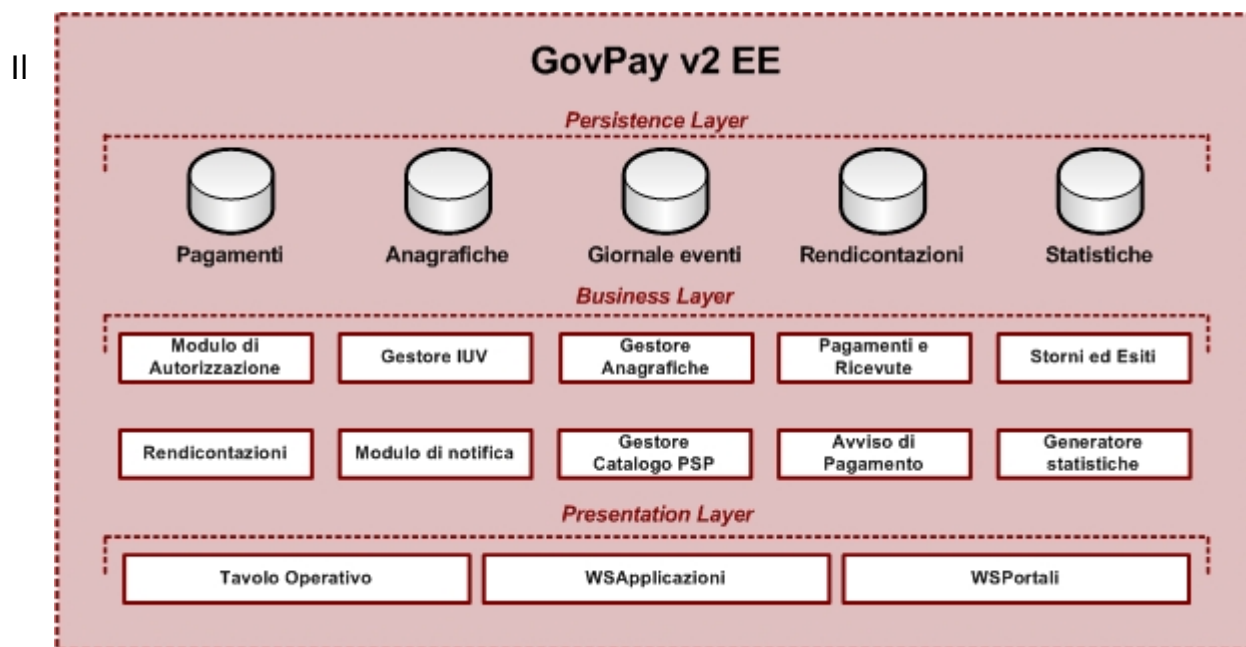 Il
GovPay v2 EE
Persistence Layer
Pagamenti
Anagrafiche
Giornale eventi
Rendicontazioni
Statistiche
Business Layer
Modulo di
Autorizzazione
Gestore IUV
Gestore
Anagrafiche
Pagamenti e
Ricevute
Storni ed Esiti
Rendicontazioni
Modulo di notifica
Gestore
Catalogo PSP
Avviso di
Pagamento
Generatore
statistiche
Presentation Layer
Tavolo Operativo
WSApplicazioni
WSPortali